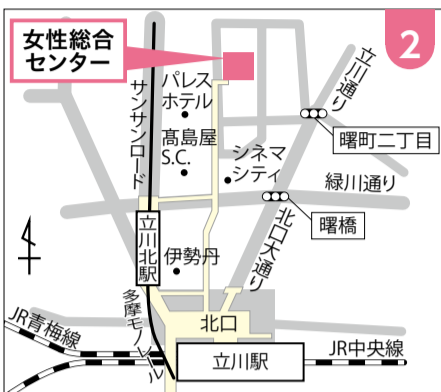 女性総合
センター
2
パレス
ホテル
サンサンロード
髙島屋
S.C.
シネマ
シティ
立川通り
曙町二丁目
緑川通り
曙橋
北口大通り
立川北駅
伊勢丹
多摩モノレール
北口
JR青梅線
立川駅
JR中央線